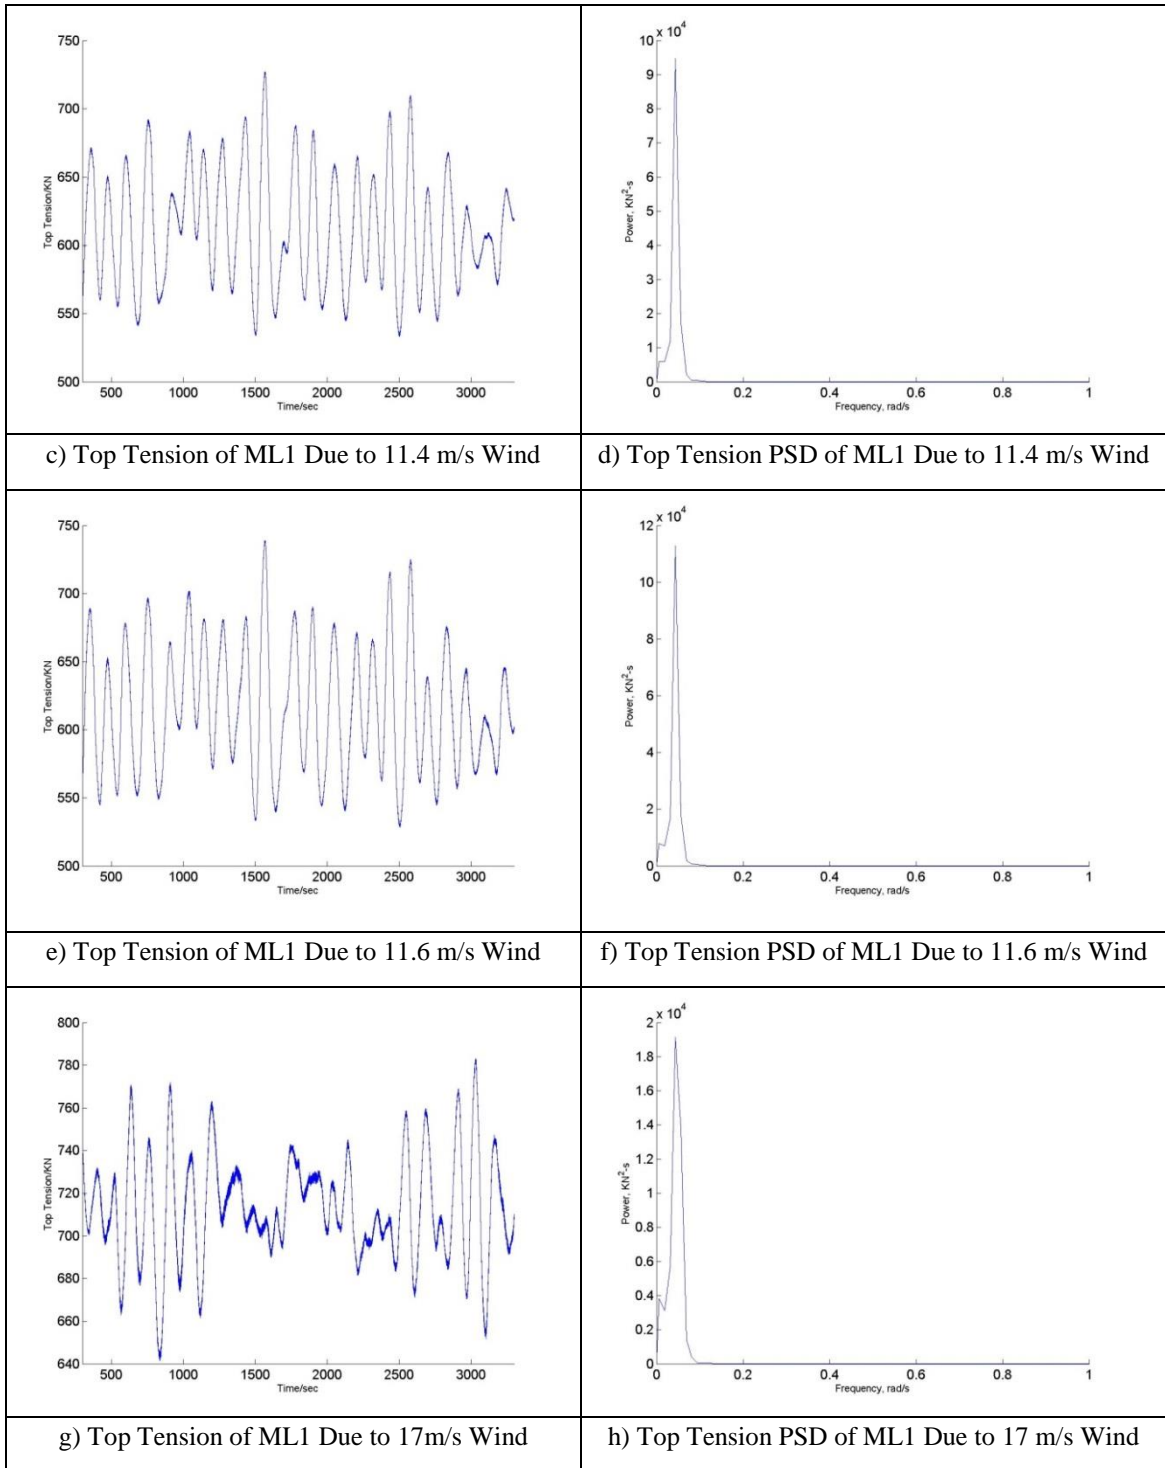 750
700
650
600
550
500
Top Tension/KN
500 1000 1500 2000 2500 3000
Time/sec
x 10^4
10
9
8
7
6
5
4
3
2
1
0
Power, KN²-s
0 0.2 0.4 0.6 0.8 1
Frequency, rad/s
c) Top Tension of ML1 Due to 11.4 m/s Wind
d) Top Tension PSD of ML1 Due to 11.4 m/s Wind
750
700
650
600
550
500
Top Tension/KN
500 1000 1500 2000 2500 3000
Time/sec
x 10^4
12
10
8
6
4
2
0
Power, KN²-s
0 0.2 0.4 0.6 0.8 1
Frequency, rad/s
e) Top Tension of ML1 Due to 11.6 m/s Wind
f) Top Tension PSD of ML1 Due to 11.6 m/s Wind
800
780
760
740
720
700
680
660
640
Top Tension/KN
500 1000 1500 2000 2500 3000
Time/sec
x 10^4
2
1.8
1.6
1.4
1.2
1
0.8
0.6
0.4
0.2
0
Power, KN²-s
0 0.2 0.4 0.6 0.8 1
Frequency, rad/s
g) Top Tension of ML1 Due to 17m/s Wind
h) Top Tension PSD of ML1 Due to 17 m/s Wind